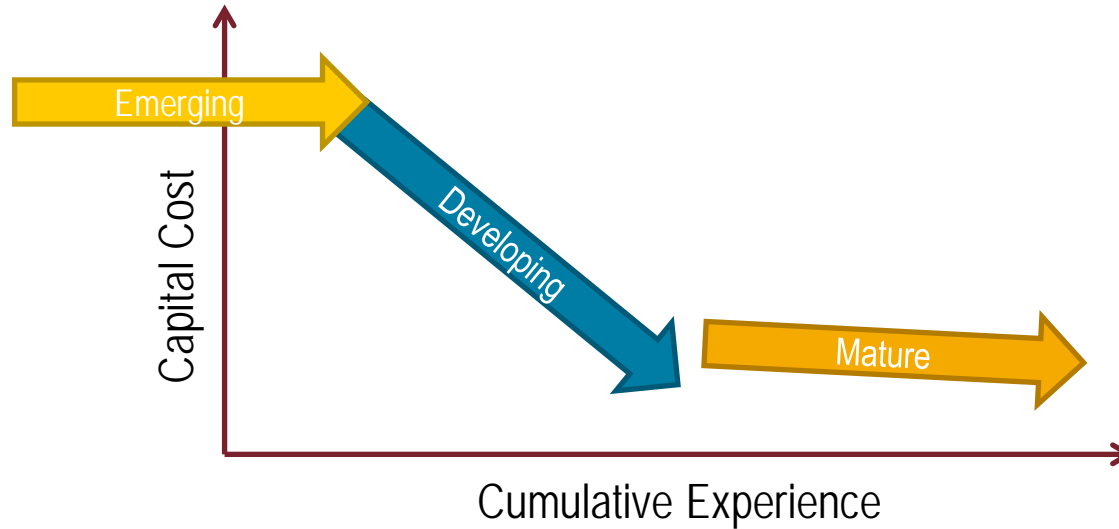 Emerging
Capital Cost
Developing
Mature
Cumulative Experience